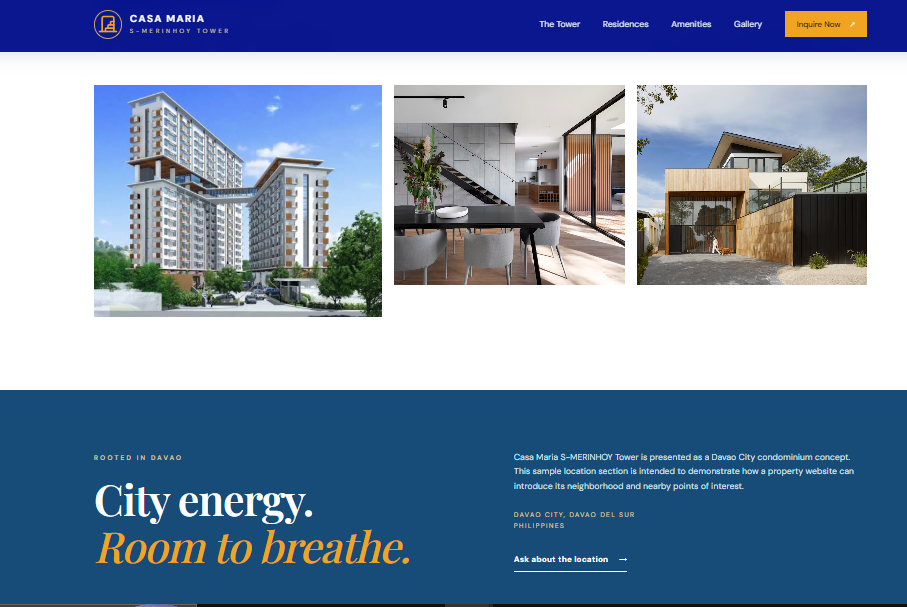 CASA MARIA
S-MERINHOY TOWER
The Tower
Residences
Amenities
Gallery
Inquire Now ↗
ROOTED IN DAVAO
City energy.
Room to breathe.
Casa Maria S-MERINHOY Tower is presented as a Davao City condominium concept.
This sample location section is intended to demonstrate how a property website can
introduce its neighborhood and nearby points of interest.
DAVAO CITY, DAVAO DEL SUR
PHILIPPINES
Ask about the location →